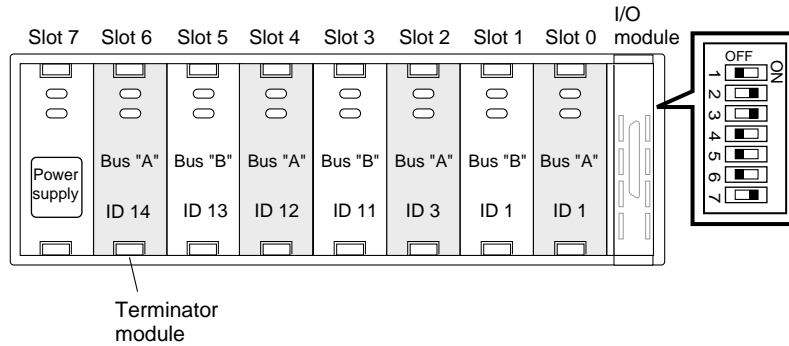 Slot 7 Slot 6 Slot 5 Slot 4 Slot 3 Slot 2 Slot 1 Slot 0
I/O
module
OFF
ON
1
2
3
4
5
6
7
Power
supply
Bus "A" Bus "B" Bus "A" Bus "B" Bus "A" Bus "B" Bus "A"
ID 14 ID 13 ID 12 ID 11 ID 3 ID 1 ID 1
Terminator
module